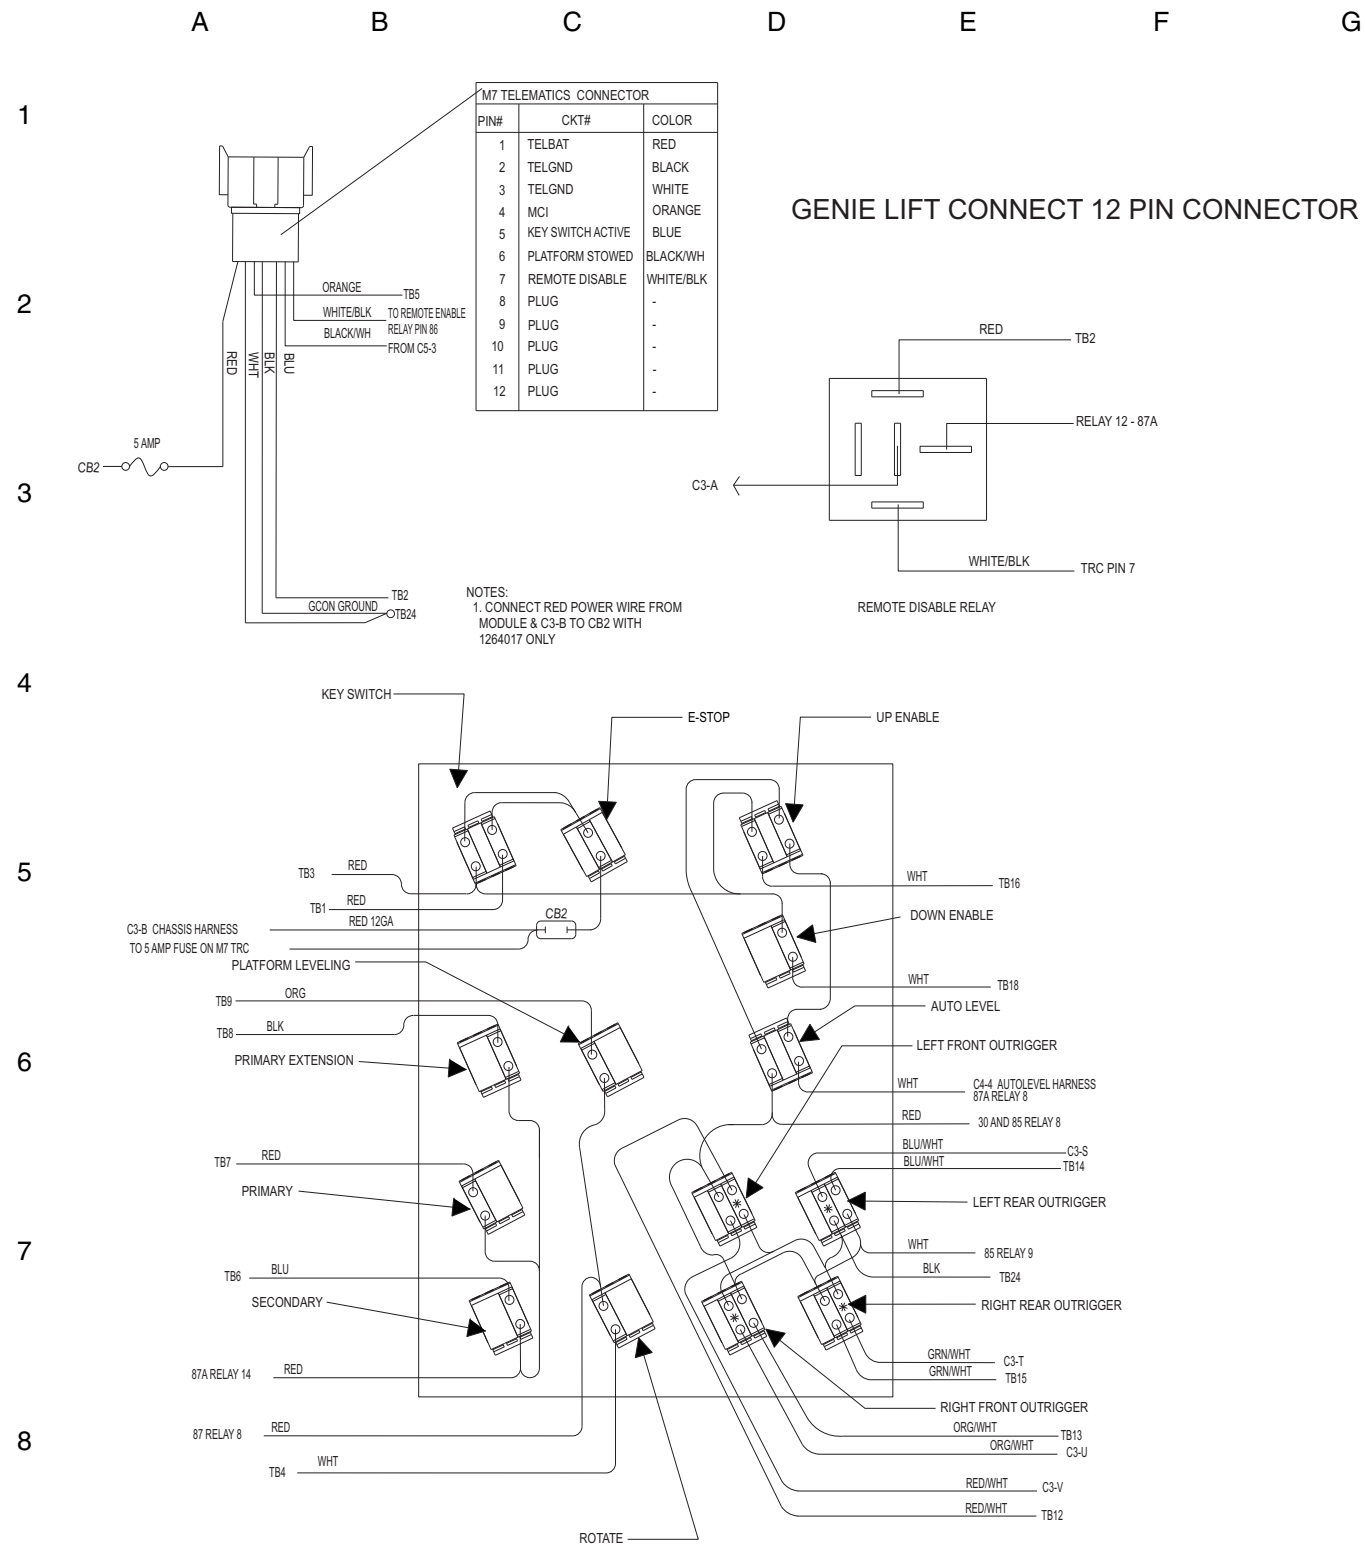 A B C D E F G
1
2
3
4
5
6
7
8
M7 TELEMATICS CONNECTOR
PIN# CKT# COLOR
1 TELBAT RED
2 TELGND BLACK
3 TELGND WHITE
4 MCI ORANGE
5 KEY SWITCH ACTIVE BLUE
6 PLATFORM STOWED BLACK/WH
7 REMOTE DISABLE WHITE/BLK
8 PLUG -
9 PLUG -
10 PLUG -
11 PLUG -
12 PLUG -
GENIE LIFT CONNECT 12 PIN CONNECTOR
ORANGE TB5
WHITE/BLK TO REMOTE ENABLE
RELAY PIN 86
BLACK/WH FROM C5-3
RED WHT BLK BLU
5 AMP
CB2
TB2
GCON GROUND TB24
RED TB2
RELAY 12 - 87A
C3-A
WHITE/BLK TRC PIN 7
REMOTE DISABLE RELAY
NOTES:
1. CONNECT RED POWER WIRE FROM
MODULE & C3-B TO CB2 WITH
1264017 ONLY
KEY SWITCH
E-STOP
UP ENABLE
TB3 RED
TB1 RED
C3-B CHASSIS HARNESS RED 12GA
CB2
TO 5 AMP FUSE ON M7 TRC
PLATFORM LEVELING
WHT TB16
DOWN ENABLE
WHT TB18
TB9 ORG
TB8 BLK
AUTO LEVEL
PRIMARY EXTENSION
LEFT FRONT OUTRIGGER
WHT C4-4 AUTOLEVEL HARNESS
87A RELAY 8
RED 30 AND 85 RELAY 8
BLU/WHT C3-S
BLU/WHT TB14
TB7 RED
PRIMARY
LEFT REAR OUTRIGGER
WHT 85 RELAY 9
BLK TB24
TB6 BLU
SECONDARY
RIGHT REAR OUTRIGGER
87A RELAY 14 RED
GRN/WHT C3-T
GRN/WHT TB15
RIGHT FRONT OUTRIGGER
87 RELAY 8 RED
ORG/WHT TB13
ORG/WHT C3-U
TB4 WHT
RED/WHT C3-V
RED/WHT TB12
ROTATE